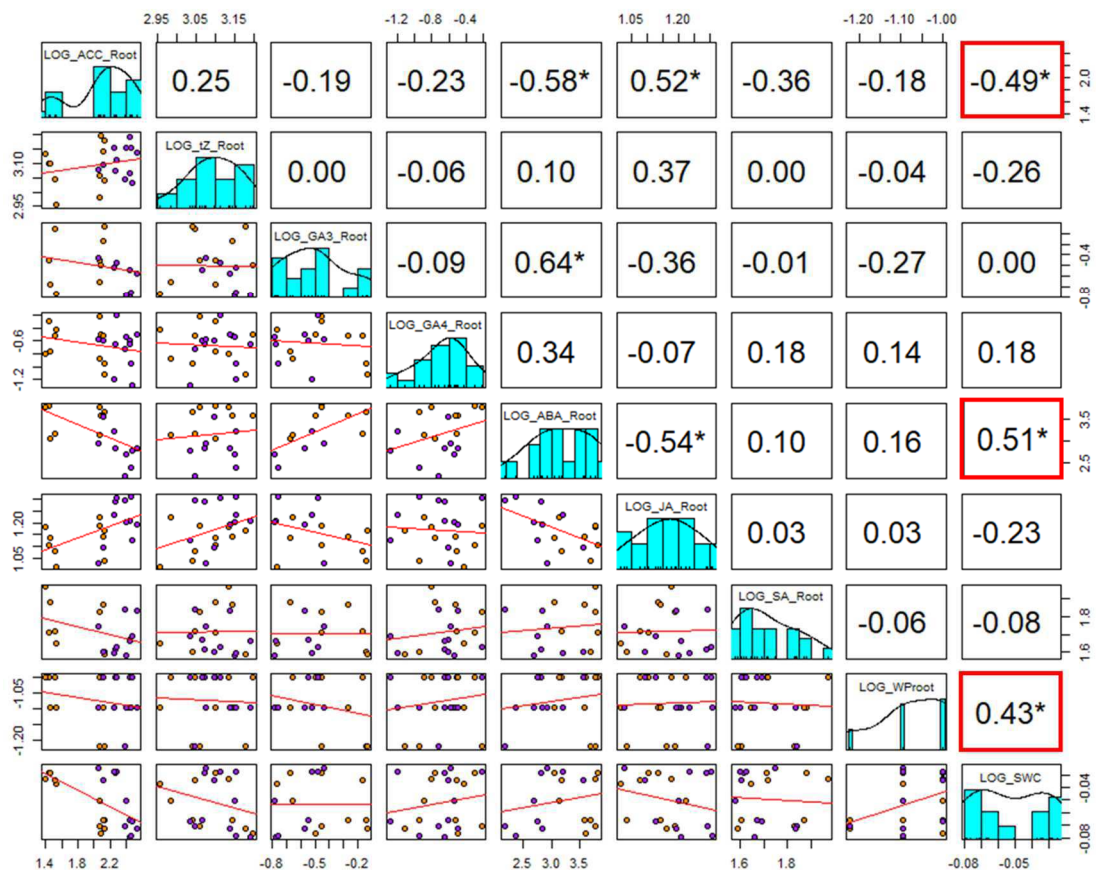 2.95 3.05 3.15 -1.2 -0.8 -0.4 1.05 1.20 -1.20 -1.10 -1.00
LOG_ACC_Root 0.25 -0.19 -0.23 -0.58* 0.52* -0.36 -0.18 -0.49* 1.4 2.0
2.95 3.10 LOG_tZ_Root 0.00 -0.06 0.10 0.37 0.00 -0.04 -0.26
LOG_GA3_Root -0.09 0.64* -0.36 -0.01 -0.27 0.00 -0.8 -0.4
-1.2 -0.6 LOG_GA4_Root 0.34 -0.07 0.18 0.14 0.18
LOG_ABA_Root -0.54* 0.10 0.16 0.51* 2.5 3.5
1.05 1.20 LOG_JA_Root 0.03 0.03 -0.23
LOG_SA_Root -0.06 -0.08 1.6 1.8
-1.20 -1.05 LOG_WProot 0.43*
LOG_SWC -0.08 -0.04
1.4 1.8 2.2 -0.8 -0.5 -0.2 2.5 3.0 3.5 1.6 1.8 -0.08 -0.05